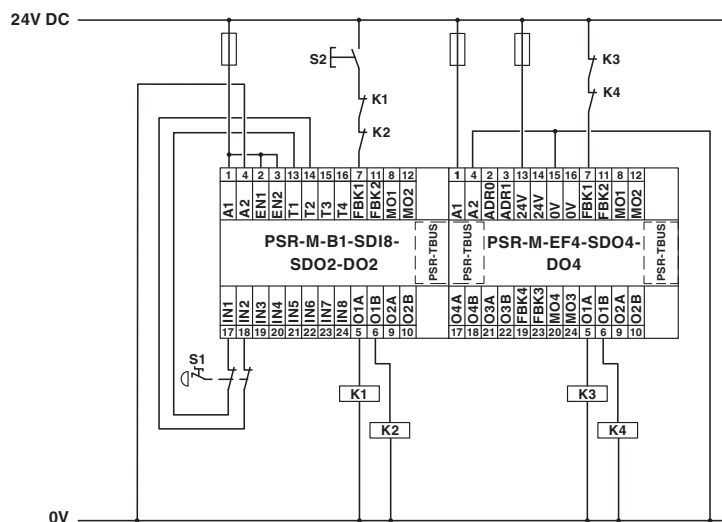 24V DC
S2
K1
K2
K3
K4
1 4 2 3 13 14 15 16 7 11 8 12
A1 A2 EN1 EN2 T1 T2 T3 T4 FBK1 FBK2 MO1 MO2
1 4 2 3 13 14 15 16 7 11 8 12
A1 A2 ADR0 ADR1 24V 24V 0V 0V FBK1 FBK2 MO1 MO2
PSR-M-B1-SDI8-
SDO2-DO2
PSR-TBUS
PSR-TBUS
PSR-M-EF4-SDO4-
DO4
PSR-TBUS
IN1 IN2 IN3 IN4 IN5 IN6 IN7 IN8 O1A O1B O2A O2B
17 18 19 20 21 22 23 24 5 6 9 10
O4A O4B O3A O3B FBK4 FBK3 MO4 MO3 O1A O1B O2A O2B
17 18 21 22 19 23 20 24 5 6 9 10
S1
K1
K2
K3
K4
0V